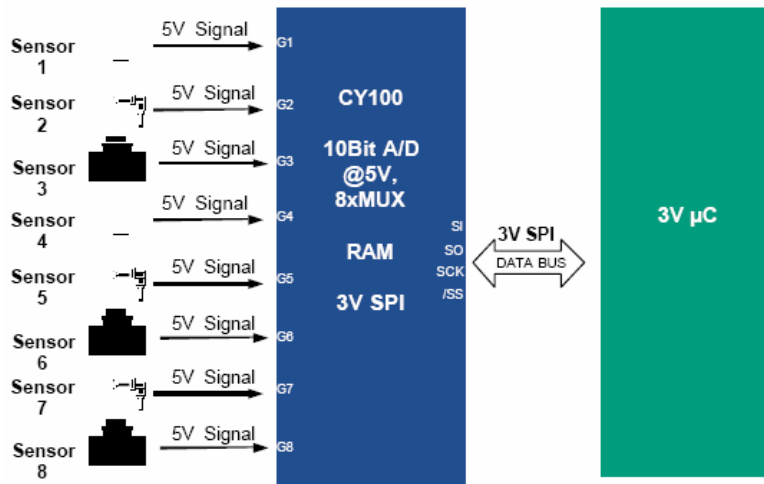 5V Signal
Sensor
1
G1
5V Signal
Sensor
2
G2
5V Signal
Sensor
3
G3
5V Signal
Sensor
4
G4
5V Signal
Sensor
5
G5
5V Signal
Sensor
6
G6
5V Signal
Sensor
7
G7
5V Signal
Sensor
8
G8
CY100
10Bit A/D
@5V,
8xMUX
RAM
3V SPI
SI
SO
SCK
/SS
3V SPI
DATA BUS
3V µC